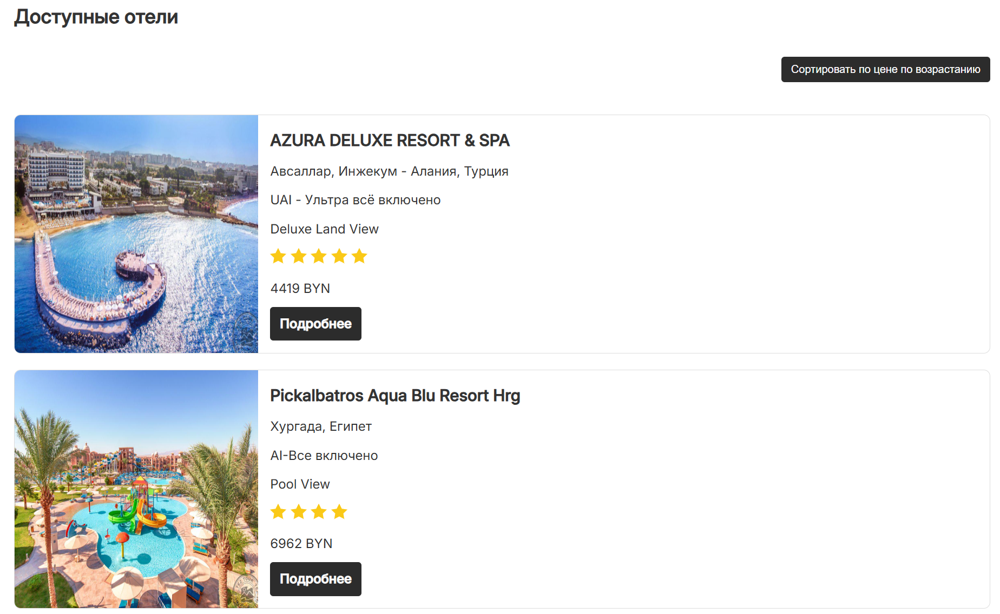 Доступные отели
Сортировать по цене по возрастанию
AZURA DELUXE RESORT & SPA
Авсаллар, Инжекум - Алания, Турция
UAI - Ультра всё включено
Deluxe Land View
4419 BYN
Подробнее
Pickalbatros Aqua Blu Resort Hrg
Хургада, Египет
AI-Все включено
Pool View
6962 BYN
Подробнее
TEZ TOUR